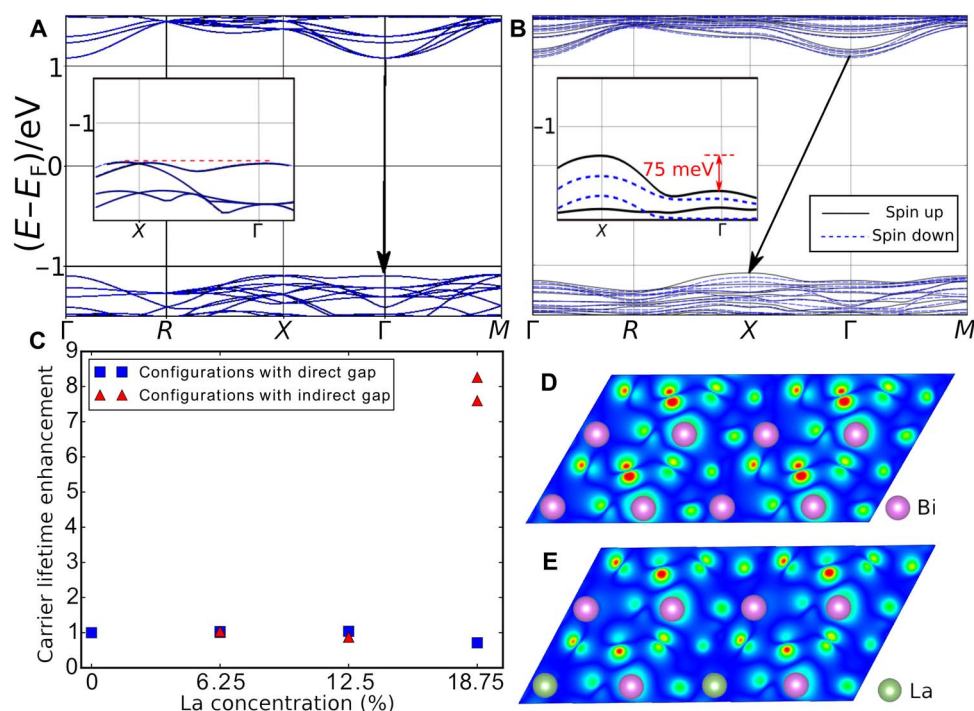 A
B
(E−E_F)/eV
1
0
−1
−1
X
Γ
Γ
R
X
Γ
M
−1
75 meV
X
Γ
Spin up
Spin down
Γ
R
X
Γ
M
C
Carrier lifetime enhancement
9
8
7
6
5
4
3
2
1
0
Configurations with direct gap
Configurations with indirect gap
0 6.25 12.5 18.75
La concentration (%)
D
Bi
E
La